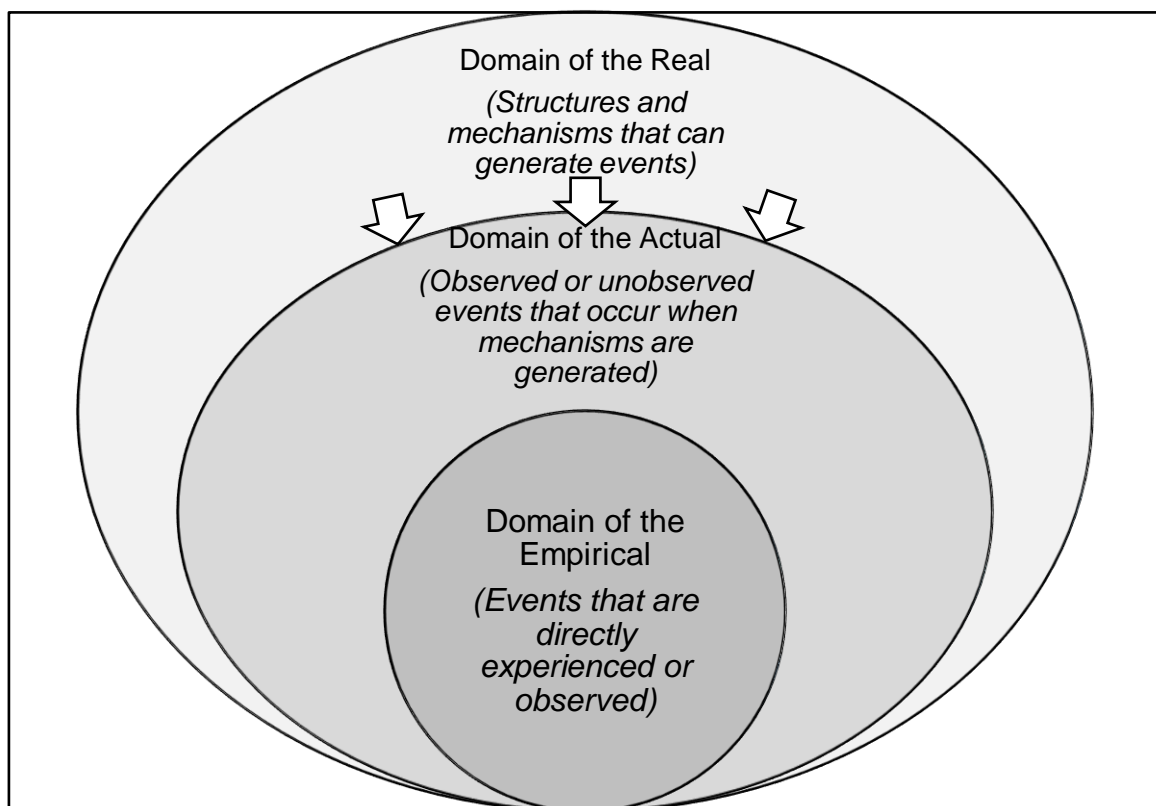 Domain of the Real
(Structures and
mechanisms that can
generate events)
Domain of the Actual
(Observed or unobserved
events that occur when
mechanisms are
generated)
Domain of the
Empirical
(Events that are
directly
experienced or
observed)